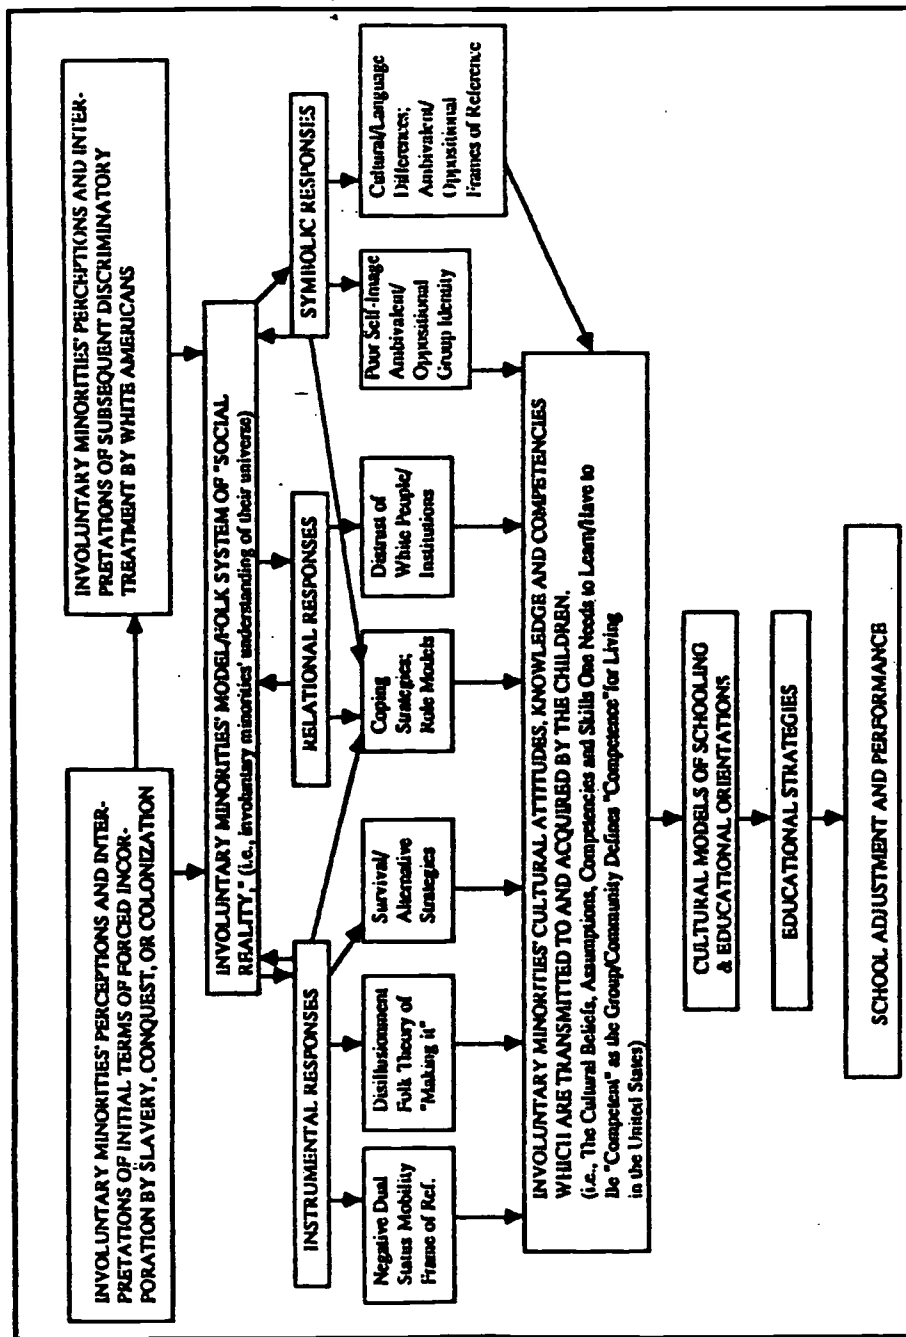 INVOLUNTARY MINORITIES' PERCEPTIONS AND INTER-
PRETATIONS OF INITIAL TERMS OF FORCED INCOR-
PORATION BY SLAVERY, CONQUEST, OR COLONIZATION
INVOLUNTARY MINORITIES' PERCEPTIONS AND INTER-
PRETATIONS OF SUBSEQUENT DISCRIMINATORY
TREATMENT BY WHITE AMERICANS
INVOLUNTARY MINORITIES' MODEL/FOLK SYSTEM OF "SOCIAL
REALITY," (i.e., involuntary minorities' understanding of their universe)
INSTRUMENTAL RESPONSES
RELATIONAL RESPONSES
SYMBOLIC RESPONSES
Negative Dual
Status Mobility
Frame of Ref.
Disillusionment
Folk Theory of
"Making it"
Survival/
Alternative
Strategies
Coping
Strategies;
Role Models
Distrust of
White People/
Institutions
Poor Self-Image
Ambivalent/
Oppositional
Group Identity
Cultural/Language
Differences;
Ambivalent/
Oppositional
Frames of Reference
INVOLUNTARY MINORITIES' CULTURAL ATTITUDES, KNOWLEDGE AND COMPETENCIES
WHICH ARE TRANSMITTED TO AND ACQUIRED BY THE CHILDREN.
(i.e., The Cultural Beliefs, Assumptions, Competencies and Skills One Needs to Learn/Have to
Be "Competent" as the Group/Community Defines "Competence" for Living
in the United States)
CULTURAL MODELS OF SCHOOLING
& EDUCATIONAL ORIENTATIONS
EDUCATIONAL STRATEGIES
SCHOOL ADJUSTMENT AND PERFORMANCE